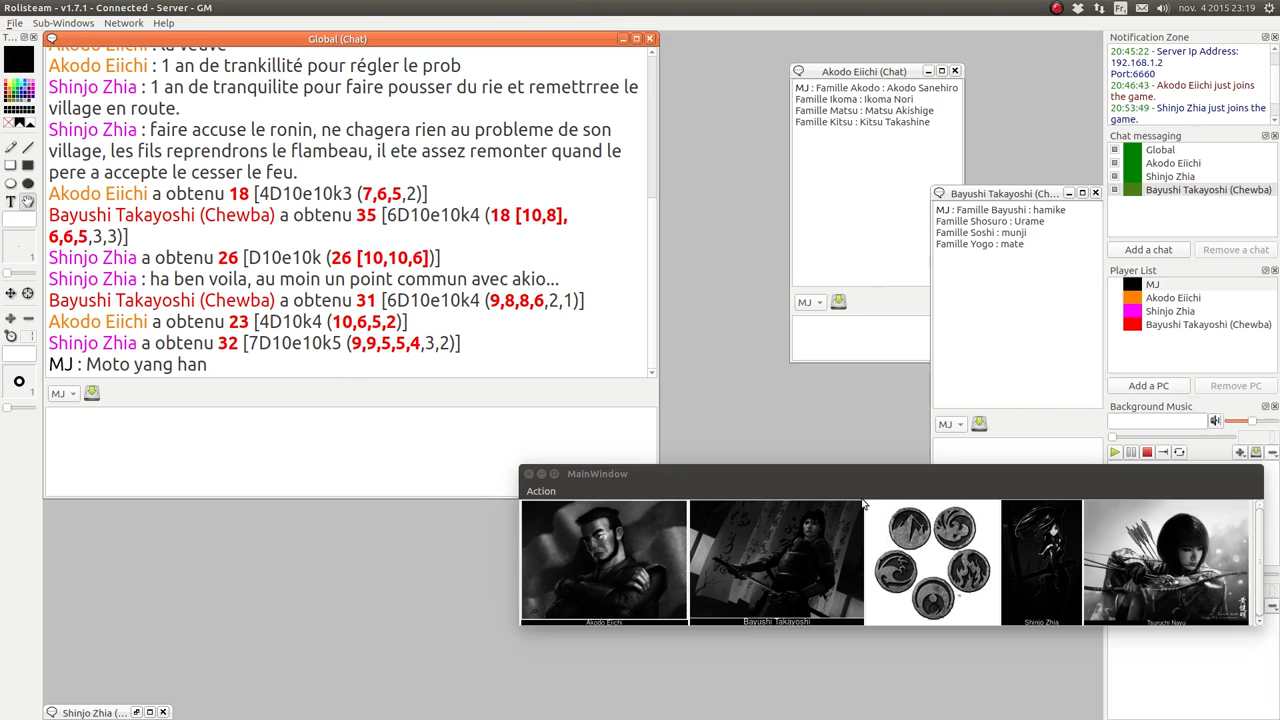 Rolisteam - v1.7.1 - Connected - Server - GM
Fr,
nov. 4 2015 23:19
File Sub-Windows Network Help
T...
Global (Chat)
Akodo Eiichi : la veuve
Akodo Eiichi : 1 an de trankillité pour régler le prob
Shinjo Zhia : 1 an de tranquilite pour faire pousser du rie et remettrree le
village en route.
Shinjo Zhia : faire accuse le ronin, ne chagera rien au probleme de son
village, les fils reprendrons le flambeau, il ete assez remonter quand le
pere a accepte le cesser le feu.
Akodo Eiichi a obtenu 18 [4D10e10k3 (7,6,5,2)]
Bayushi Takayoshi (Chewba) a obtenu 35 [6D10e10k4 (18 [10,8],
6,6,5,3,3)]
Shinjo Zhia a obtenu 26 [D10e10k (26 [10,10,6])]
Shinjo Zhia : ha ben voila, au moin un point commun avec akio...
Bayushi Takayoshi (Chewba) a obtenu 31 [6D10e10k4 (9,8,8,6,2,1)]
Akodo Eiichi a obtenu 23 [4D10k4 (10,6,5,2)]
Shinjo Zhia a obtenu 32 [7D10e10k5 (9,9,5,5,4,3,2)]
MJ : Moto yang han
MJ
T
1
1
Akodo Eiichi (Chat)
MJ : Famille Akodo : Akodo Sanehiro
Famille Ikoma : Ikoma Nori
Famille Matsu : Matsu Akishige
Famille Kitsu : Kitsu Takashine
MJ
Bayushi Takayoshi (Ch...
MJ : Famille Bayushi : hamike
Famille Shosuro : Urame
Famille Soshi : munji
Famille Yogo : mate
MJ
Notification Zone
20:45:22 - Server Ip Address:
192.168.1.2
Port:6660
20:46:43 - Akodo Eiichi just joins
the game.
20:53:49 - Shinjo Zhia just joins the
game.
Chat messaging
Global
Akodo Eiichi
Shinjo Zhia
Bayushi Takayoshi (Chewba)
Add a chat Remove a chat
Player List
MJ
Akodo Eiichi
Shinjo Zhia
Bayushi Takayoshi (Chewba)
Add a PC Remove PC
Background Music
MainWindow
Action
Akodo Eiichi
Bayushi Takayoshi
Shinjo Zhia
Tsuruchi Nayu
Shinjo Zhia (...